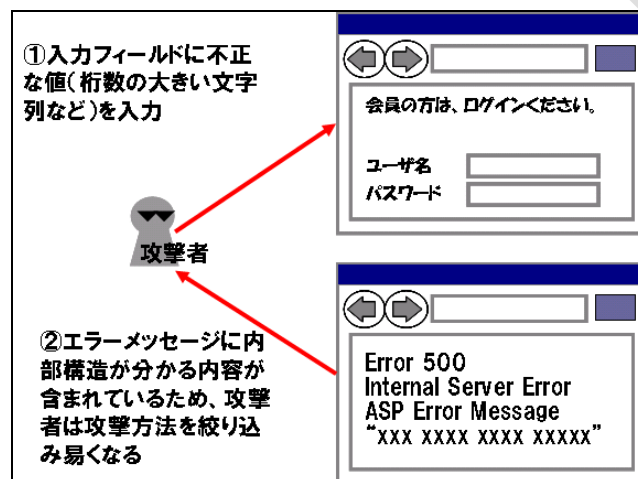 ①入力フィールドに不正
な値(桁数の大きい文字
列など)を入力
会員の方は、ログインください。
ユーザ名
パスワード
攻撃者
②エラーメッセージに内
部構造が分かる内容が
含まれているため、攻撃
者は攻撃方法を絞り込
み易くなる
Error 500
Internal Server Error
ASP Error Message
“xxx xxxx xxxx xxxxx”